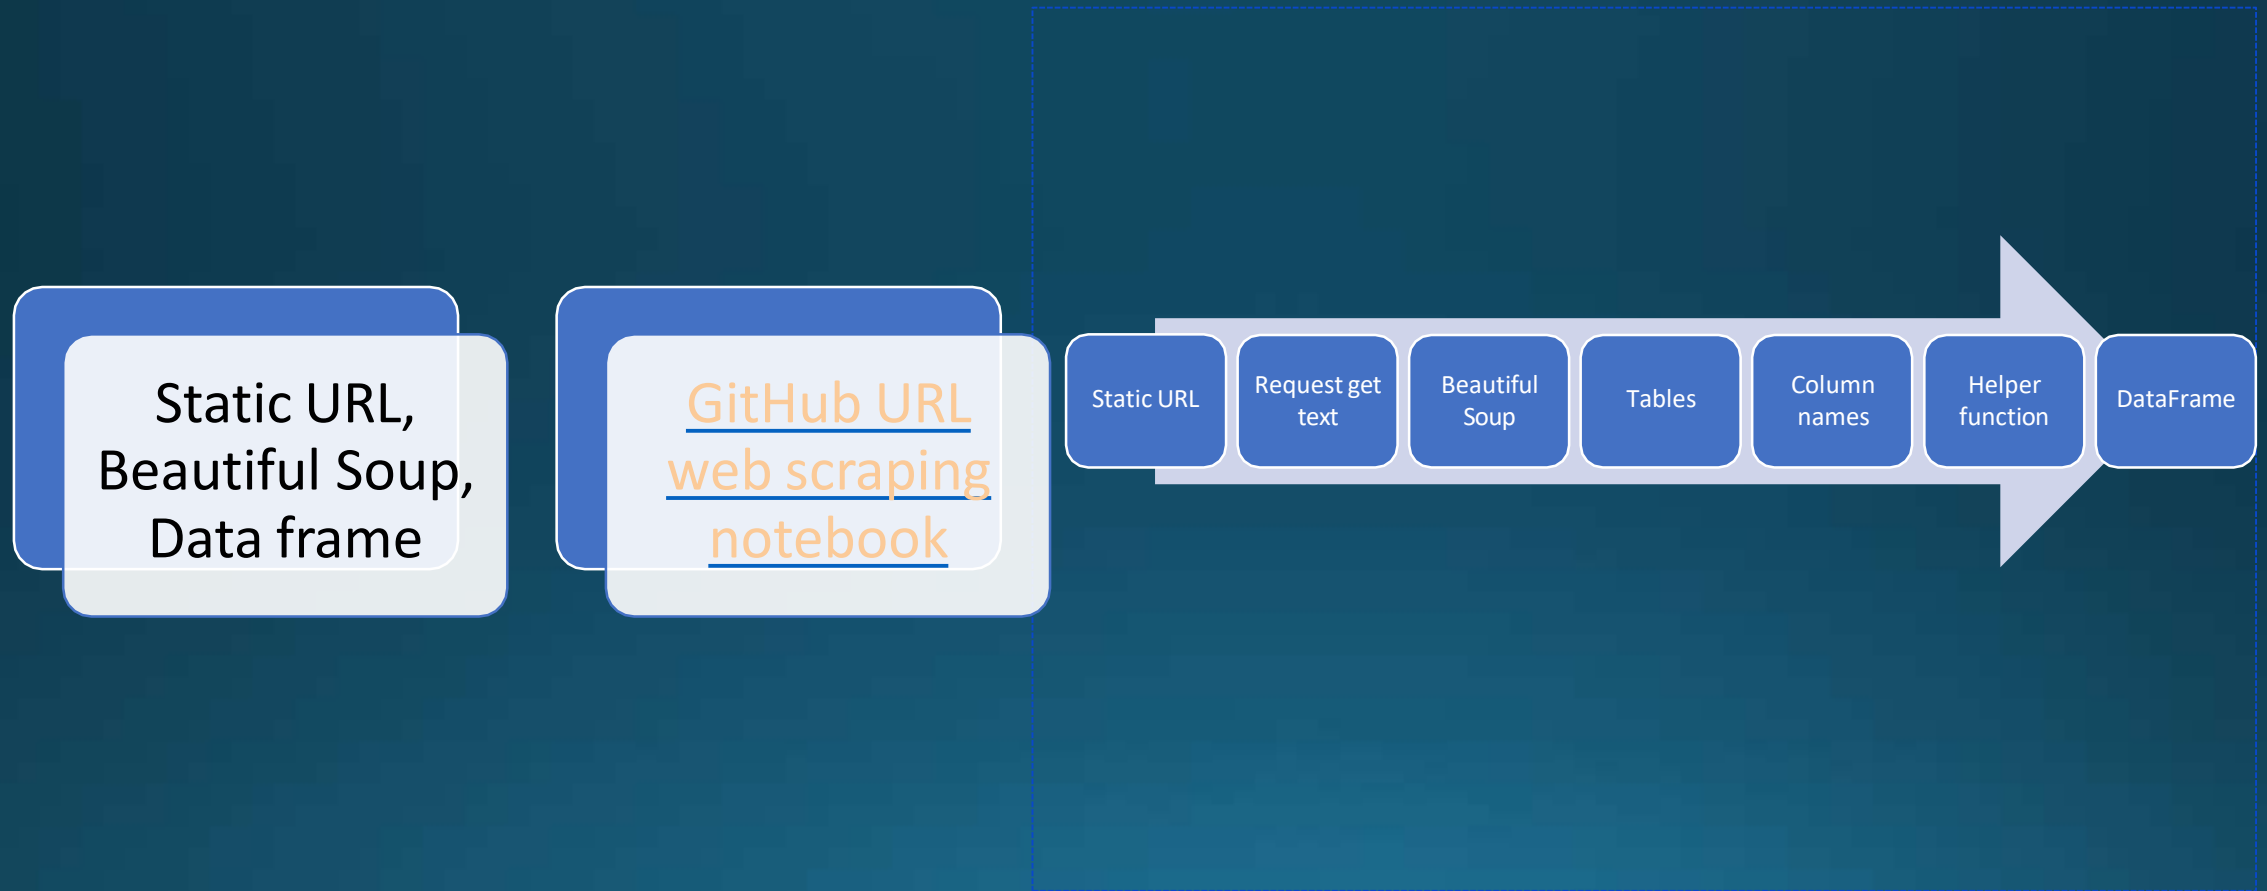 Static URL,
Beautiful Soup,
Data frame
GitHub URL
web scraping
notebook
Static URL
Request get
text
Beautiful
Soup
Tables
Column
names
Helper
function
DataFrame